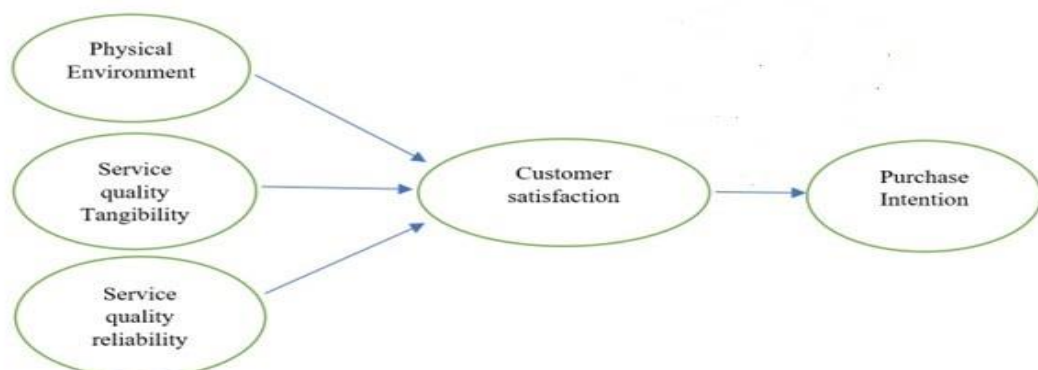 Physical
Environment
Service
quality
Tangibility
Service
quality
reliability
Customer
satisfaction
Purchase
Intention